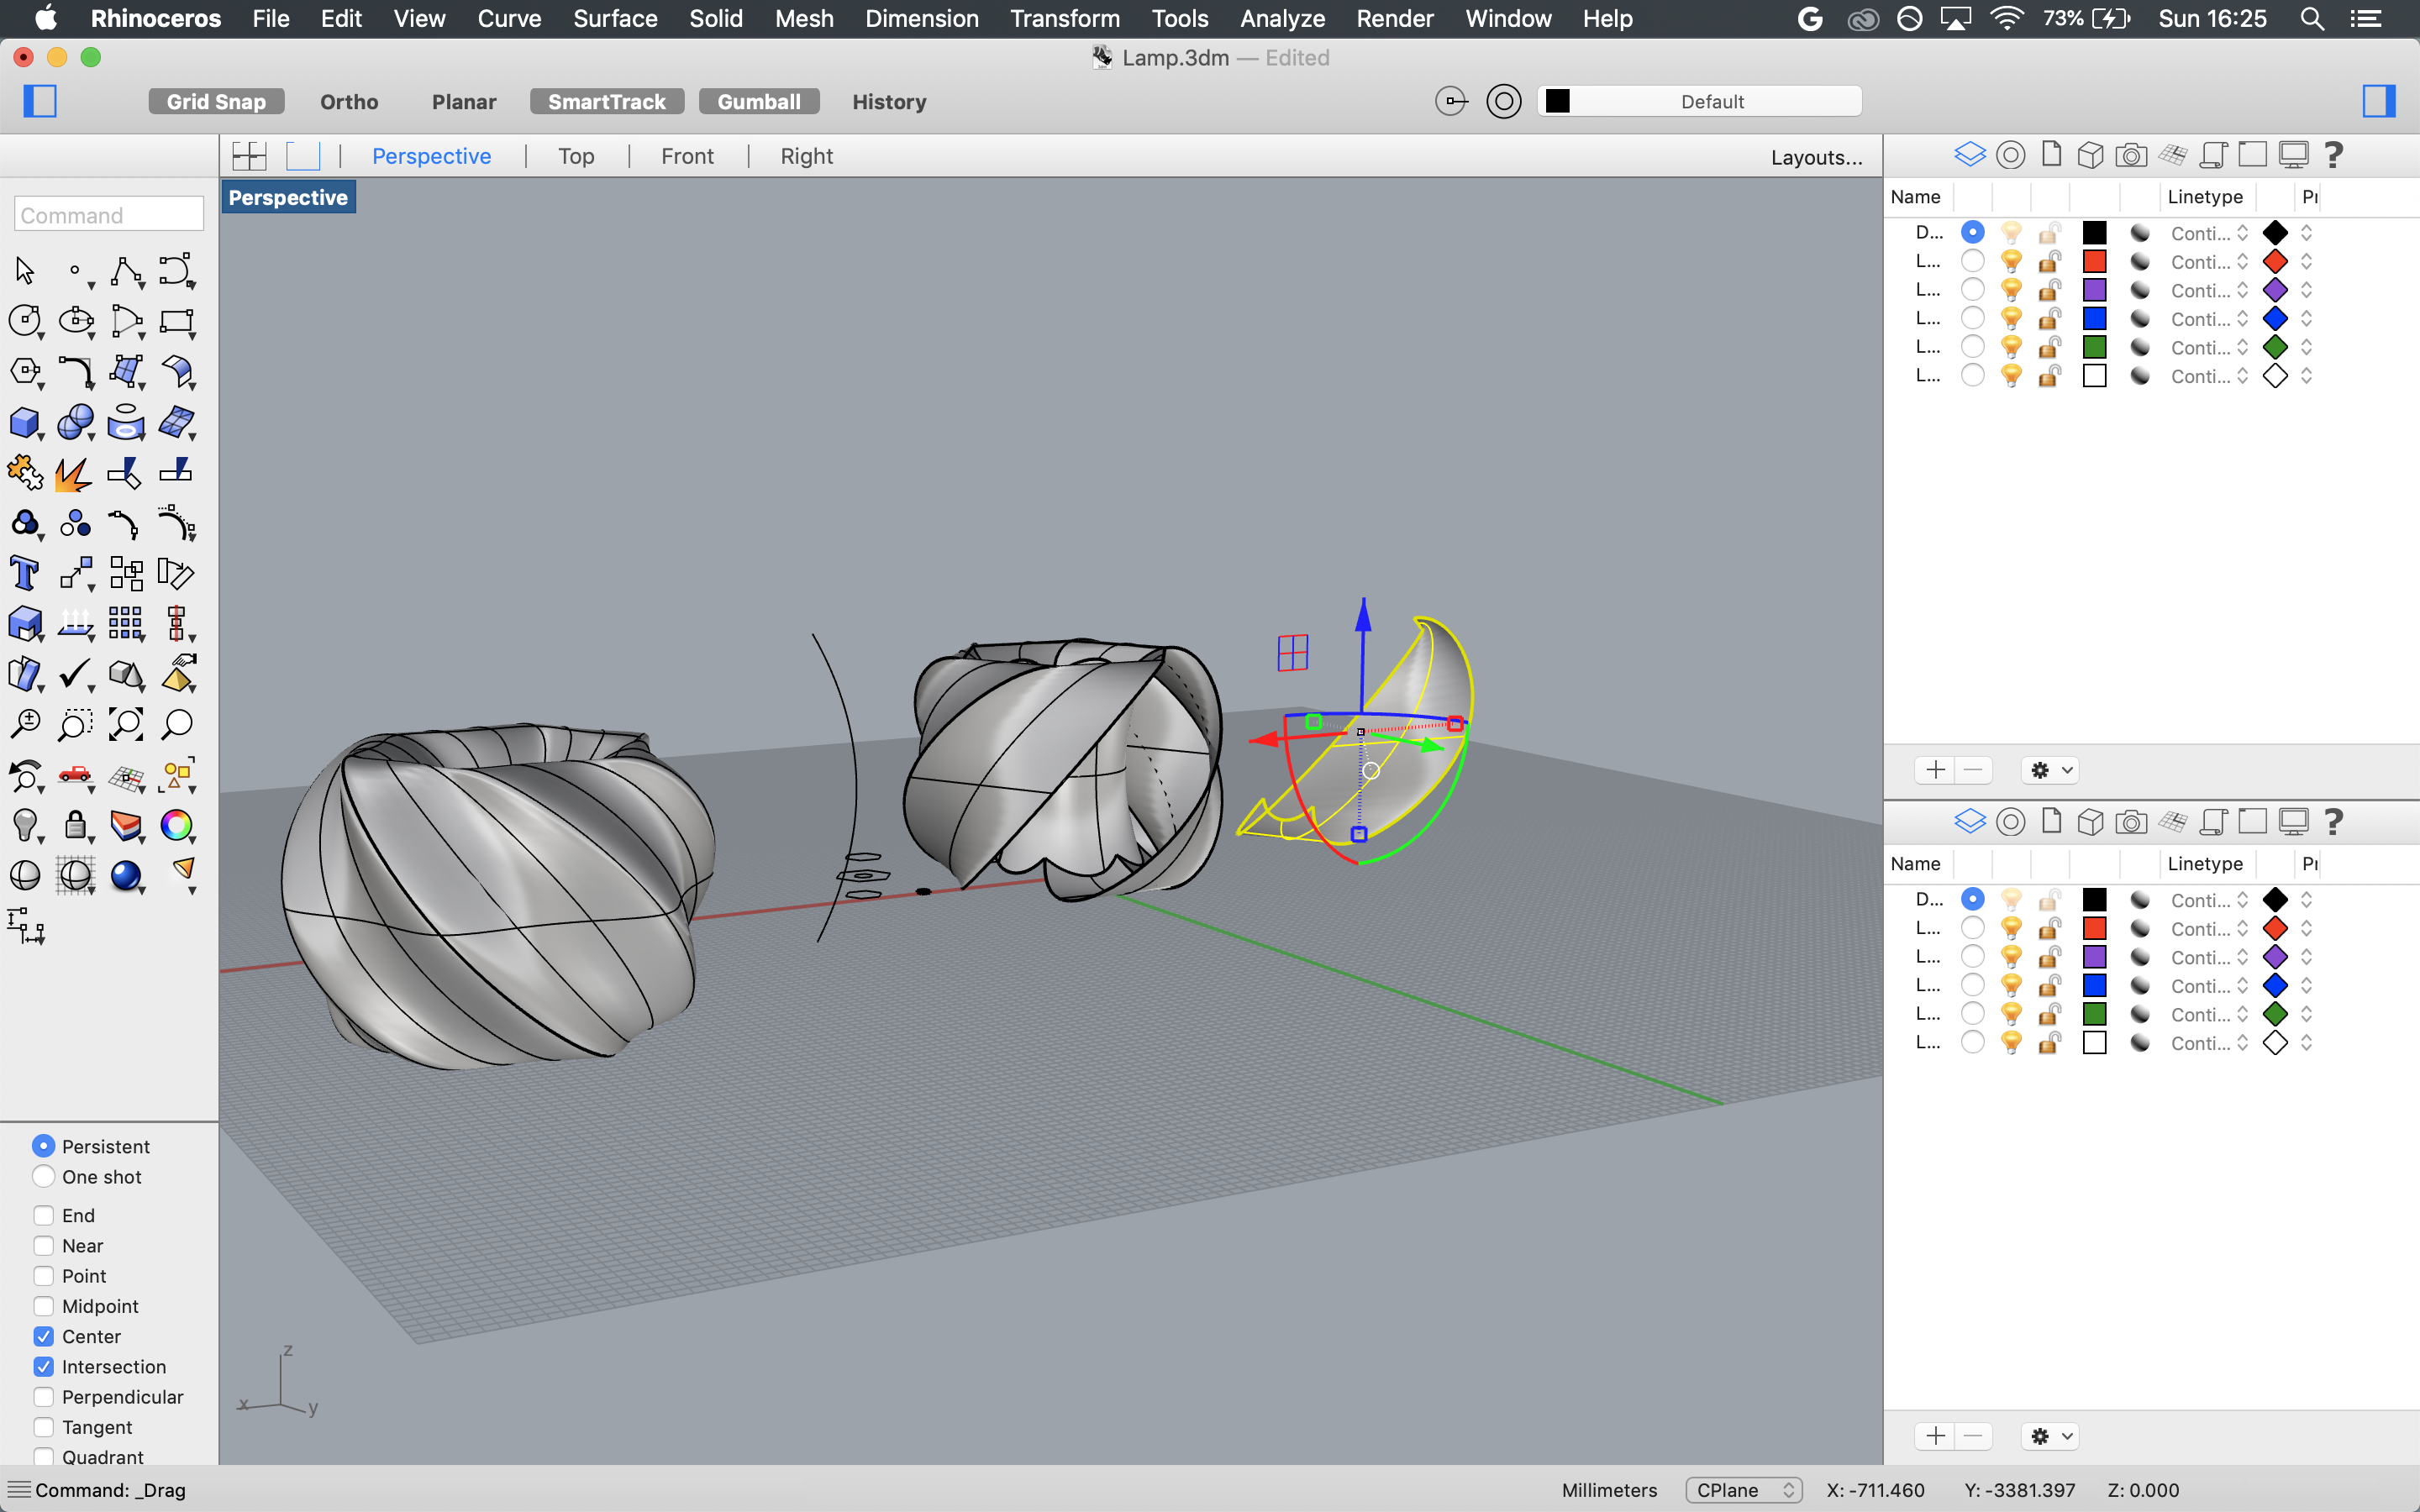 Rhinoceros File Edit View Curve Surface Solid Mesh Dimension Transform Tools Analyze Render Window Help 73% Sun 16:25
Lamp.3dm — Edited
Grid Snap Ortho Planar SmartTrack Gumball History Default
Perspective Top Front Right Layouts...
Perspective
Command
Name Linetype Pr
D... Conti...
L... Conti...
L... Conti...
L... Conti...
L... Conti...
L... Conti...
Name Linetype Pr
D... Conti...
L... Conti...
L... Conti...
L... Conti...
L... Conti...
L... Conti...
Persistent
One shot
End
Near
Point
Midpoint
Center
Intersection
Perpendicular
Tangent
Quadrant
z
x
y
Command: _Drag Millimeters CPlane X: -711.460 Y: -3381.397 Z: 0.000